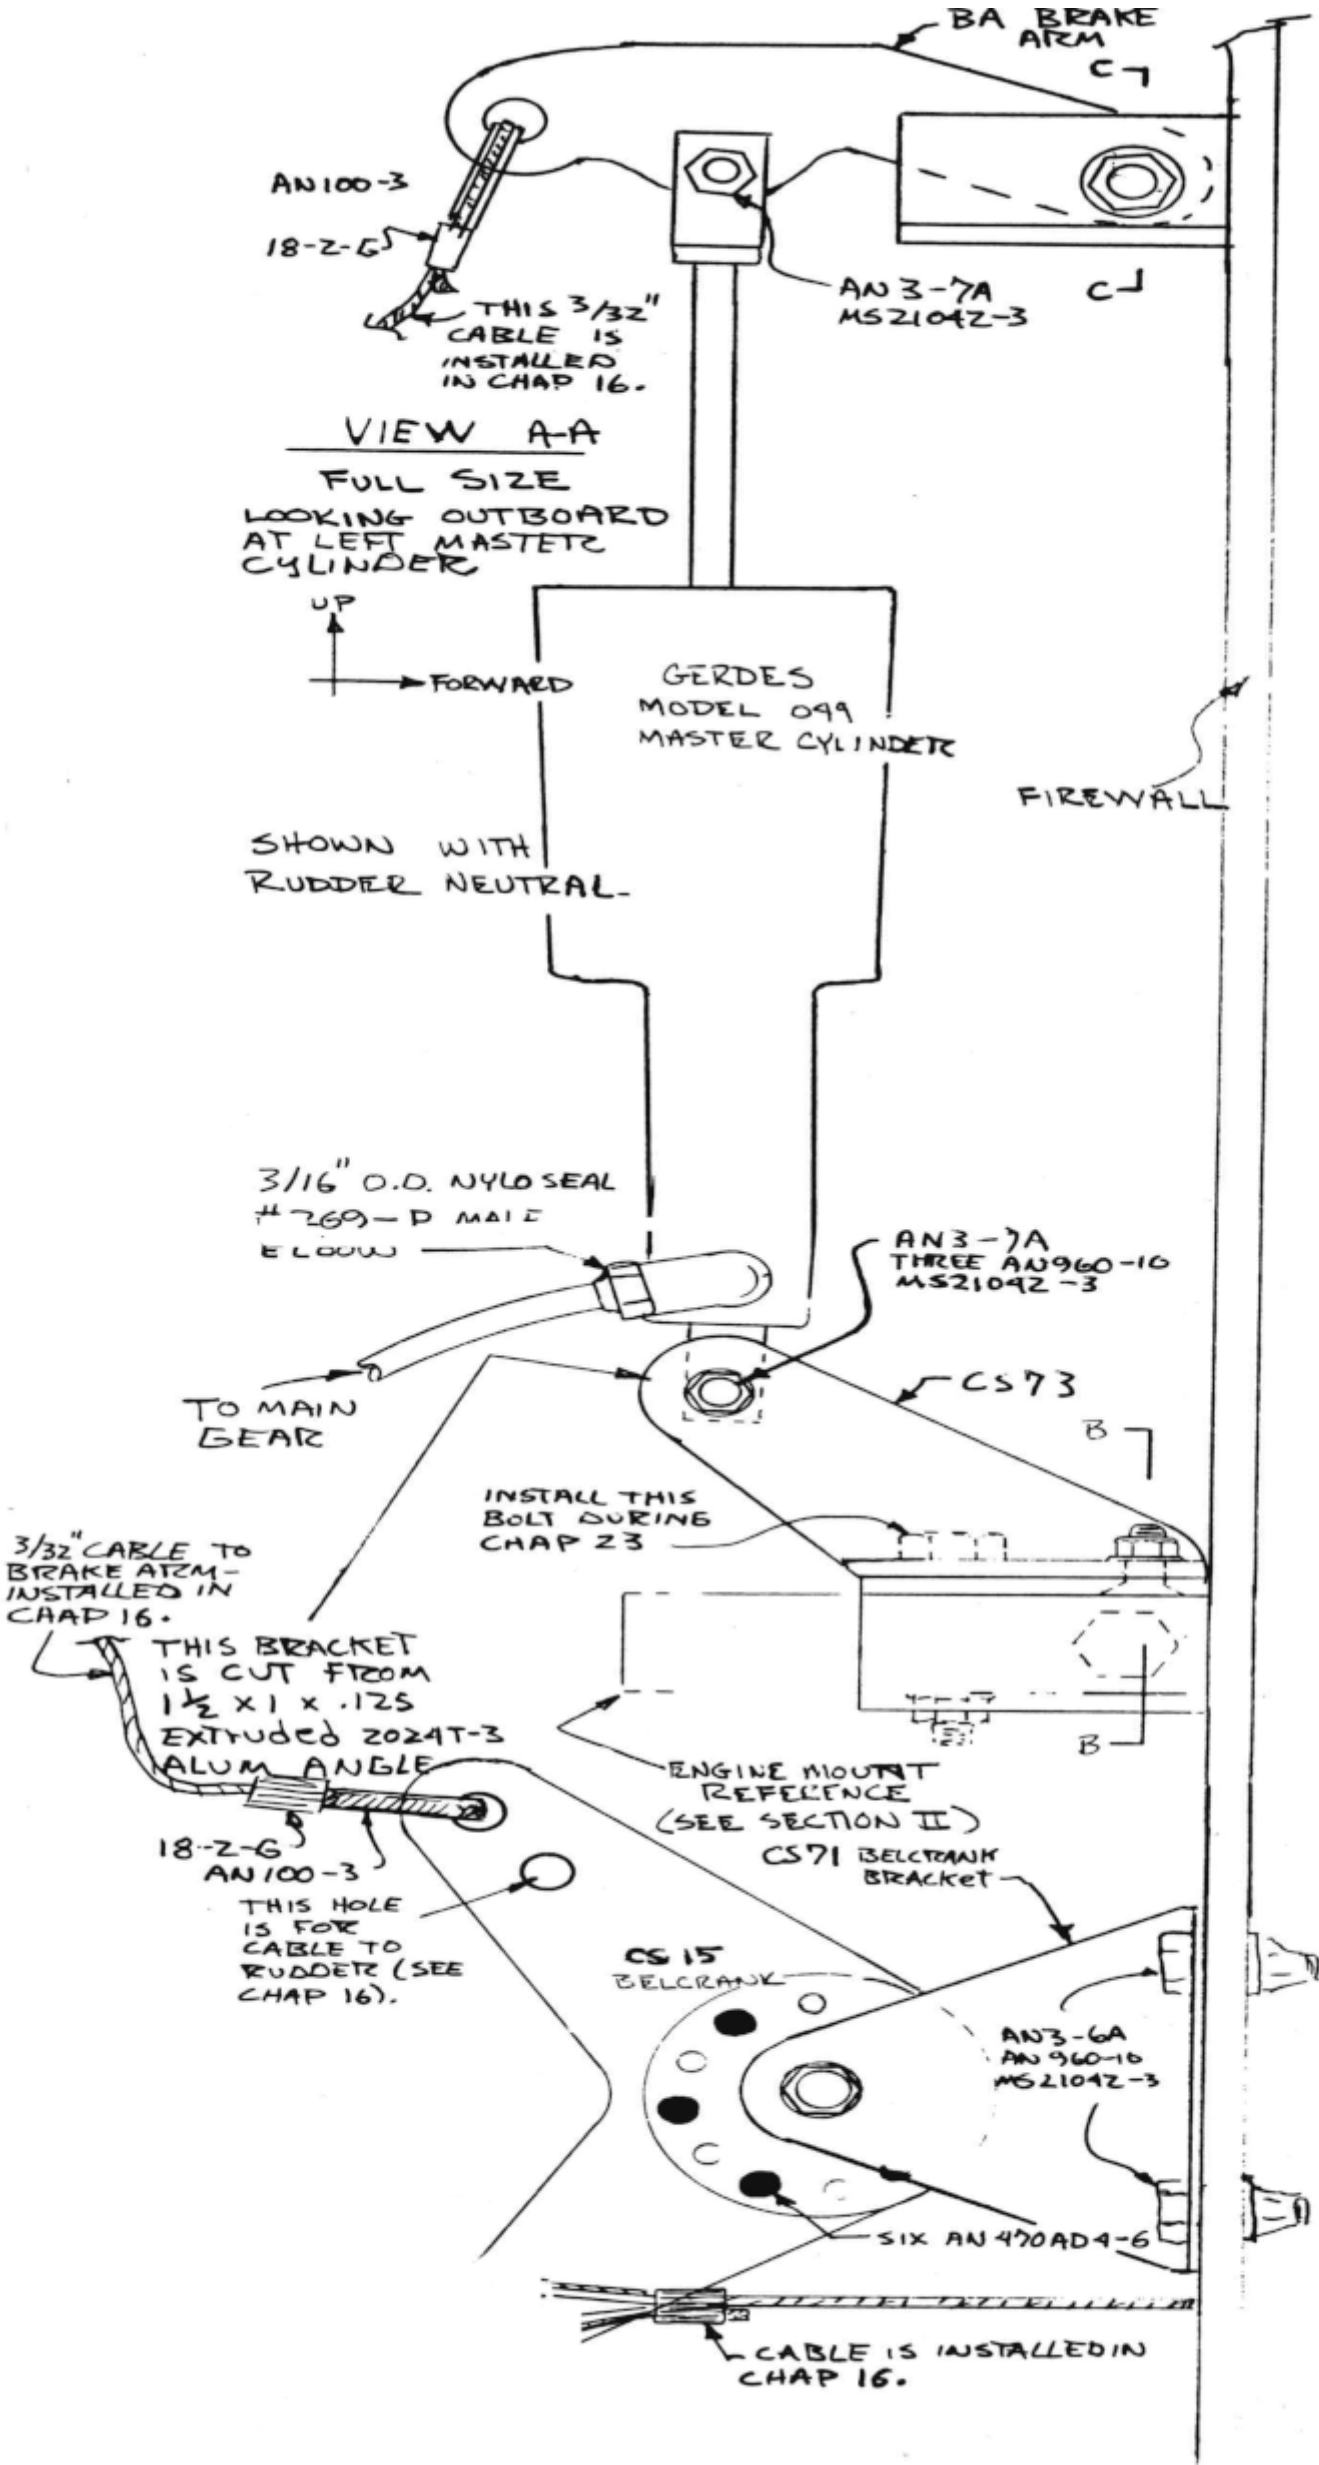 BA BRAKE
ARM
C
AN100-3
18-2-G
AN 3-7A
MS21042-3
C
THIS 3/32"
CABLE IS
INSTALLED
IN CHAP 16.
VIEW A-A
FULL SIZE
LOOKING OUTBOARD
AT LEFT MASTER
CYLINDER
UP
FORWARD
GERDES
MODEL 099
MASTER CYLINDER
FIREWALL
SHOWN WITH
RUDDER NEUTRAL
3/16" O.D. NYLO SEAL
#269-P MALE
ELBOW
AN3-7A
THREE AN960-10
MS21042-3
TO MAIN
GEAR
CS73
B
INSTALL THIS
BOLT DURING
CHAP 23
3/32" CABLE TO
BRAKE ARM-
INSTALLED IN
CHAP 16.
THIS BRACKET
IS CUT FROM
1½ x 1 x .125
EXTruded 2024T-3
ALUM ANGLE
B
ENGINE MOUNT
REFERENCE
(SEE SECTION II)
18-2-G
AN100-3
CS71 BELCRANK
BRACKET
THIS HOLE
IS FOR
CABLE TO
RUDDER (SEE
CHAP 16).
CS 15
BELCRANK
AN3-6A
AN960-10
MS21042-3
SIX AN470AD4-6
CABLE IS INSTALLED IN
CHAP 16.